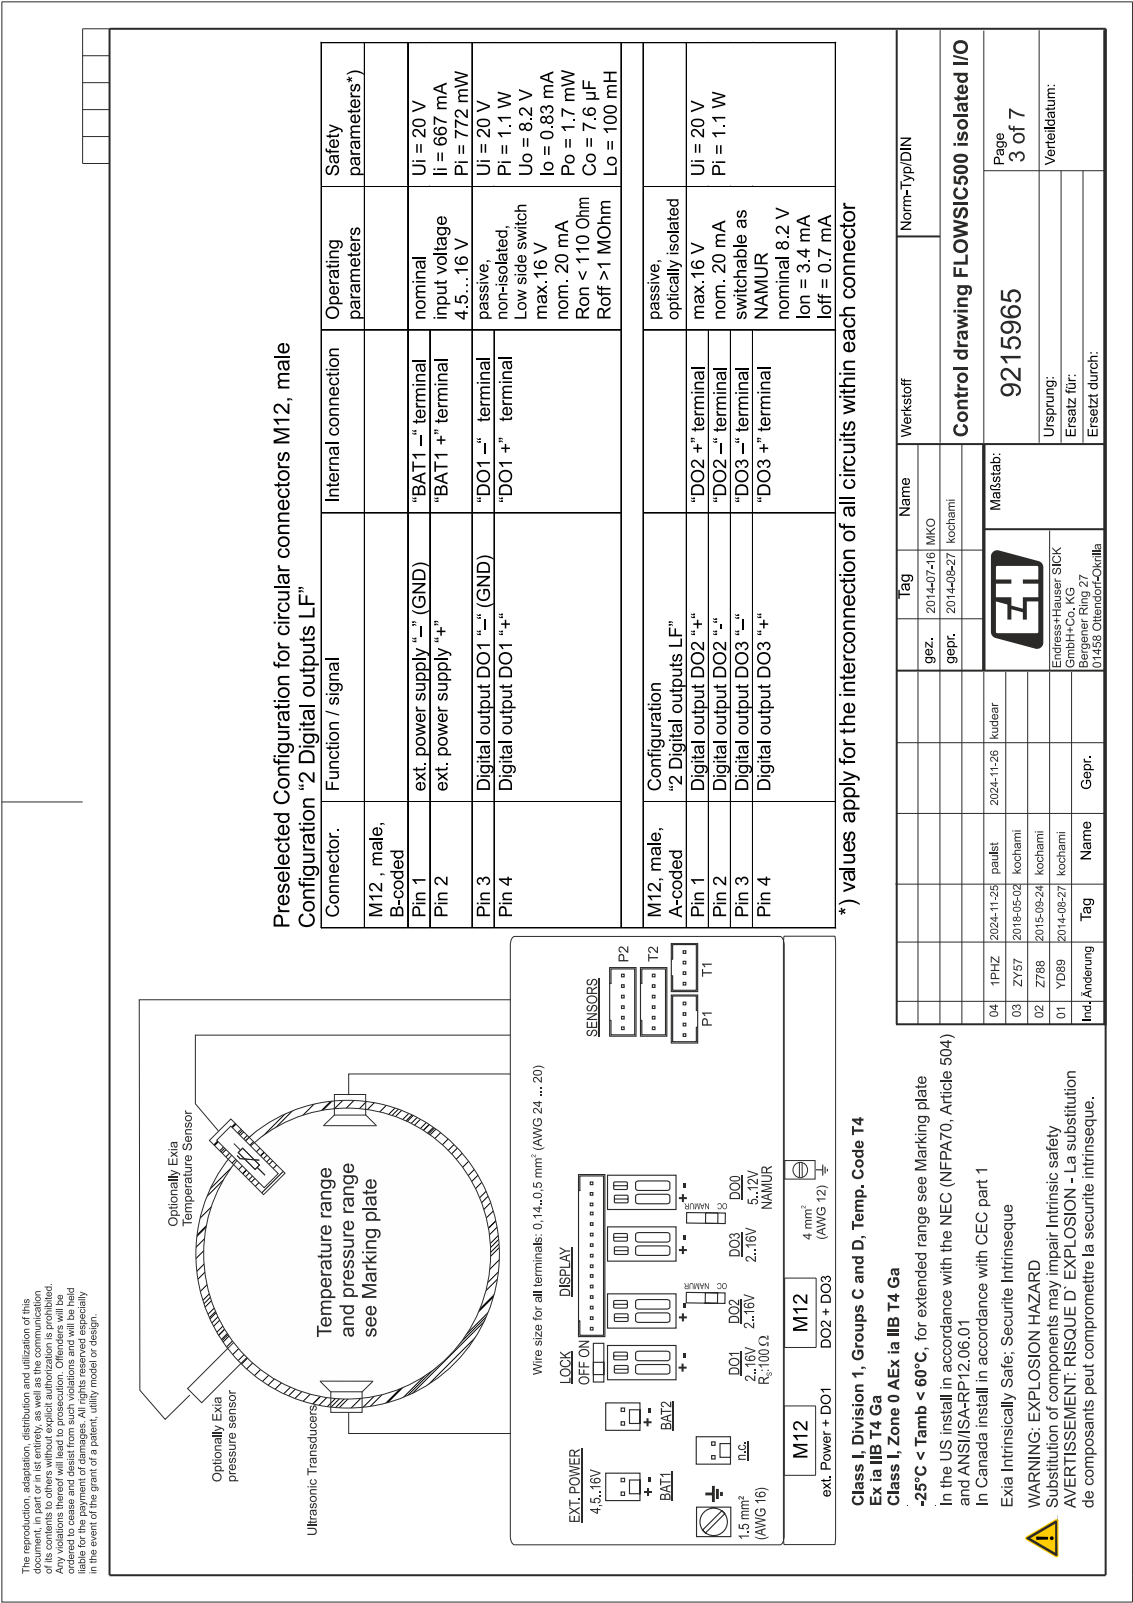 The reproduction, adaptation, distribution and utilization of this
document, in part or in ist entirety, as well as the communication
of its contents to others without explicit authorization is prohibited.
Any violations thereof will lead to prosecution. Offenders will be
ordered to cease and desist from such violations and will be held
liable for the payment of damages. All rights reserved especially
in the event of the grant of a patent, utility model or design.
Optionally Exia
Temperature Sensor
Optionally Exia
pressure sensor
Ultrasonic Transducers
Temperature range
and pressure range
see Marking plate
Preselected Configuration for circular connectors M12, male
Configuration “2 Digital outputs LF”
Connector. Function / signal Internal connection Operating parameters Safety parameters*)
M12 , male, B-coded
Pin 1 ext. power supply “–” (GND) “BAT1 –“ terminal nominal Ui = 20 V
Pin 2 ext. power supply “+” “BAT1 +” terminal input voltage Ii = 667 mA
4.5…16 V Pi = 772 mW
Pin 3 Digital output DO1 “–“ (GND) “DO1 –“ terminal passive, Ui = 20 V
Pin 4 Digital output DO1 “+“ “DO1 +” terminal non-isolated, Pi = 1.1 W
Low side switch Uo = 8.2 V
max.16 V Io = 0.83 mA
nom. 20 mA Po = 1.7 mW
Ron < 110 Ohm Co = 7.6 µF
Roff >1 MOhm Lo = 100 mH
M12, male, Configuration passive,
A-coded “2 Digital outputs LF” optically isolated
Pin 1 Digital output DO2 “+“ “DO2 +” terminal max.16 V Ui = 20 V
Pin 2 Digital output DO2 “-“ “DO2 –“ terminal nom. 20 mA Pi = 1.1 W
Pin 3 Digital output DO3 “–“ “DO3 –“ terminal switchable as
Pin 4 Digital output DO3 “+“ “DO3 +” terminal NAMUR
nominal 8.2 V
Ion = 3.4 mA
Ioff = 0.7 mA
*) values apply for the interconnection of all circuits within each connector
Wire size for all terminals: 0,14..0,5 mm² (AWG 24 ... 20)
SENSORS
P2
T2
P1 T1
EXT. POWER
4,5..16V
LOCK
OFF ON
DISPLAY
+ -
BAT1
+ -
BAT2
+ -
DO1
2..16V
Rs:100 Ω
+ -
NAMUR OC
DO2
2..16V
+ -
DO3
2..16V
NAMUR OC
+ -
DO0
5..12V
NAMUR
n.c.
1.5 mm²
(AWG 16)
4 mm²
(AWG 12)
M12
ext. Power + DO1
M12
DO2 + DO3
Class I, Division 1, Groups C and D, Temp. Code T4
Ex ia IIB T4 Ga
Class I, Zone 0 AEx ia IIB T4 Ga
-25°C < Tamb < 60°C, for extended range see Marking plate
In the US install in accordance with the NEC (NFPA70, Article 504)
and ANSI/ISA-RP12.06.01
In Canada install in accordance with CEC part 1
Exia Intrinsically Safe; Securite Intrinseque
WARNING: EXPLOSION HAZARD
Substitution of components may impair Intrinsic safety
AVERTISSEMENT: RISQUE D` EXPLOSION - La substitution
de composants peut compromettre la securite intrinseque.
04 1PHZ 2024-11-25 paulst 2024-11-26 kudear
03 ZY57 2018-05-02 kochami
02 Z788 2015-09-24 kochami
01 YD89 2014-08-27 kochami
Ind. Änderung Tag Name Gepr.
Tag Name
gez. 2014-07-16 MKO
gepr. 2014-08-27 kochami
Endress+Hauser SICK
GmbH+Co. KG
Bergener Ring 27
01458 Ottendorf-Okrilla
Maßstab:
Werkstoff
Norm-Typ/DIN
Control drawing FLOWSIC500 isolated I/O
9215965
Page
3 of 7
Ursprung:
Ersatz für:
Ersetzt durch:
Verteildatum: